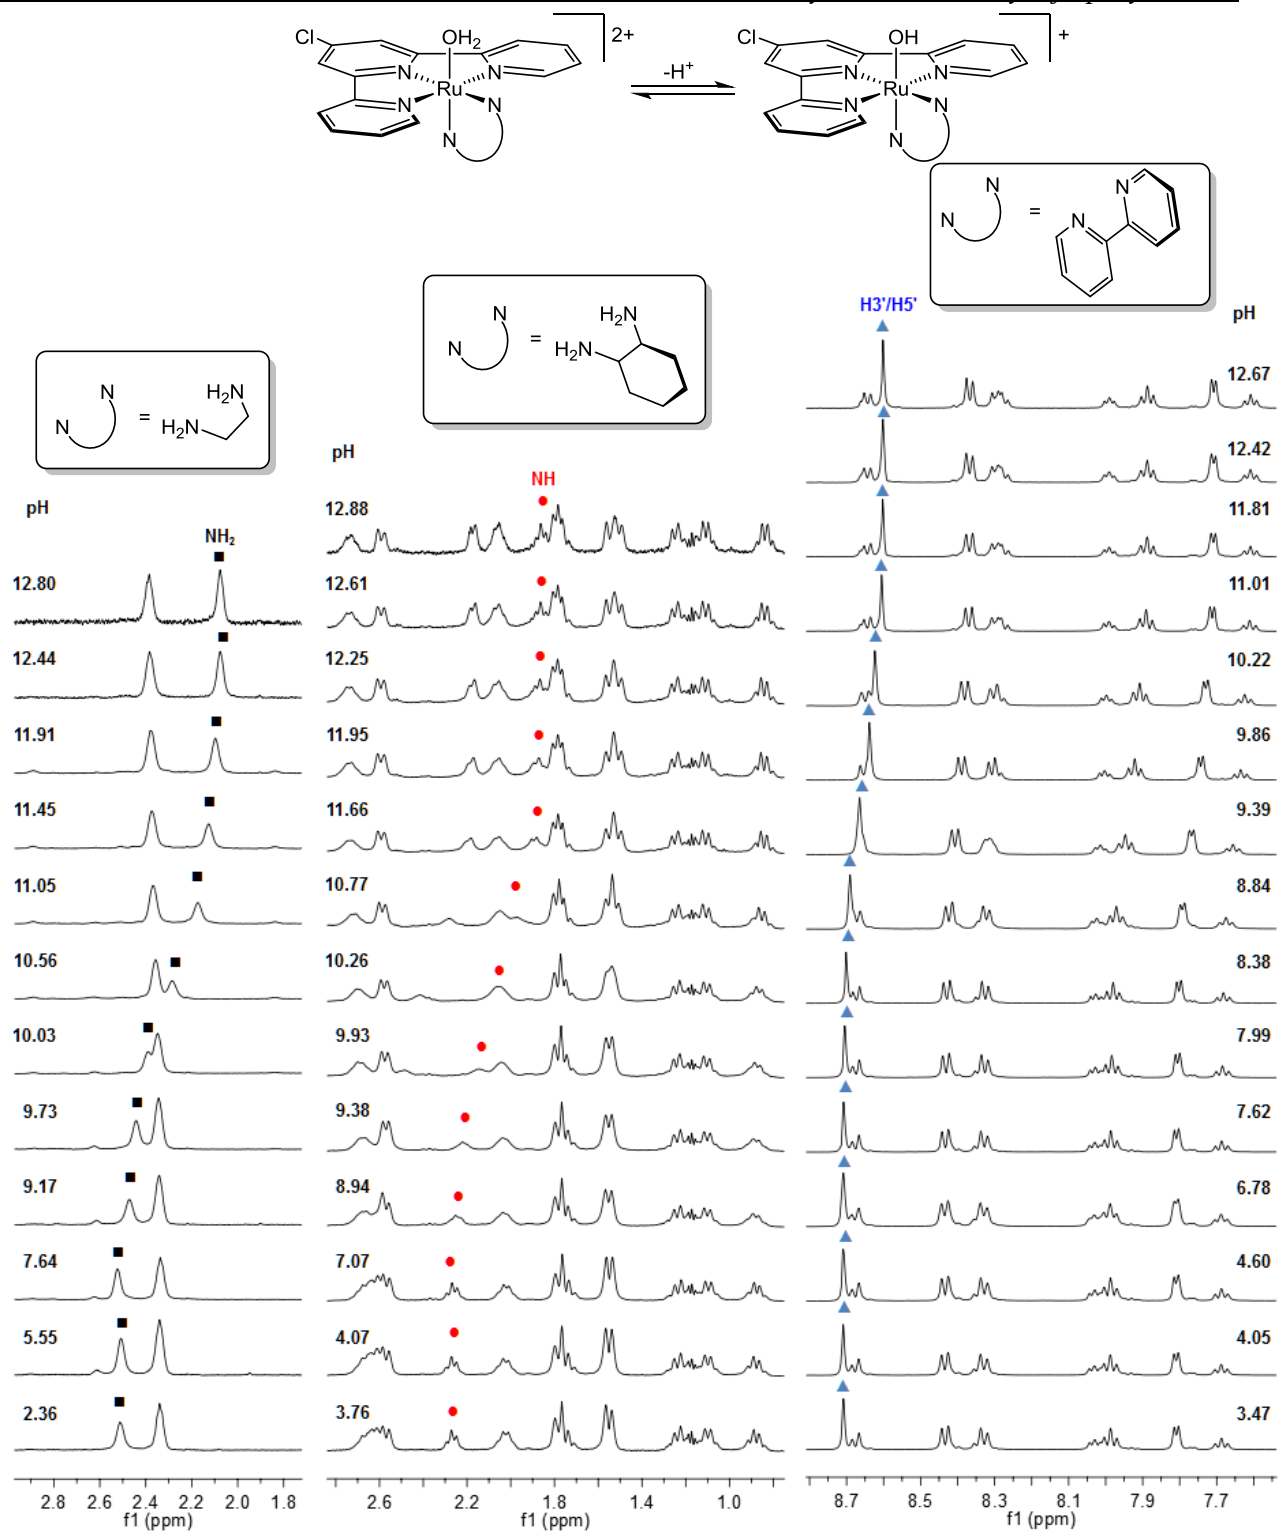 Cl OH2 2+ Cl OH +
N N -H+ N N
Ru Ru
N N N N
N N
N N = N N
H3'/H5'
N N = H2N H2N
pH
N N = H2N H2N
12.67
12.42
11.81
11.01
10.22
9.86
9.39
8.84
8.38
7.99
7.62
6.78
4.60
4.05
3.47
pH
NH
12.88
12.61
12.25
11.95
11.66
10.77
10.26
9.93
9.38
8.94
7.07
4.07
3.76
pH
NH2
12.80
12.44
11.91
11.45
11.05
10.56
10.03
9.73
9.17
7.64
5.55
2.36
2.8 2.6 2.4 2.2 2.0 1.8
f1 (ppm)
2.6 2.2 1.8 1.4 1.0
f1 (ppm)
8.7 8.5 8.3 8.1 7.9 7.7
f1 (ppm)